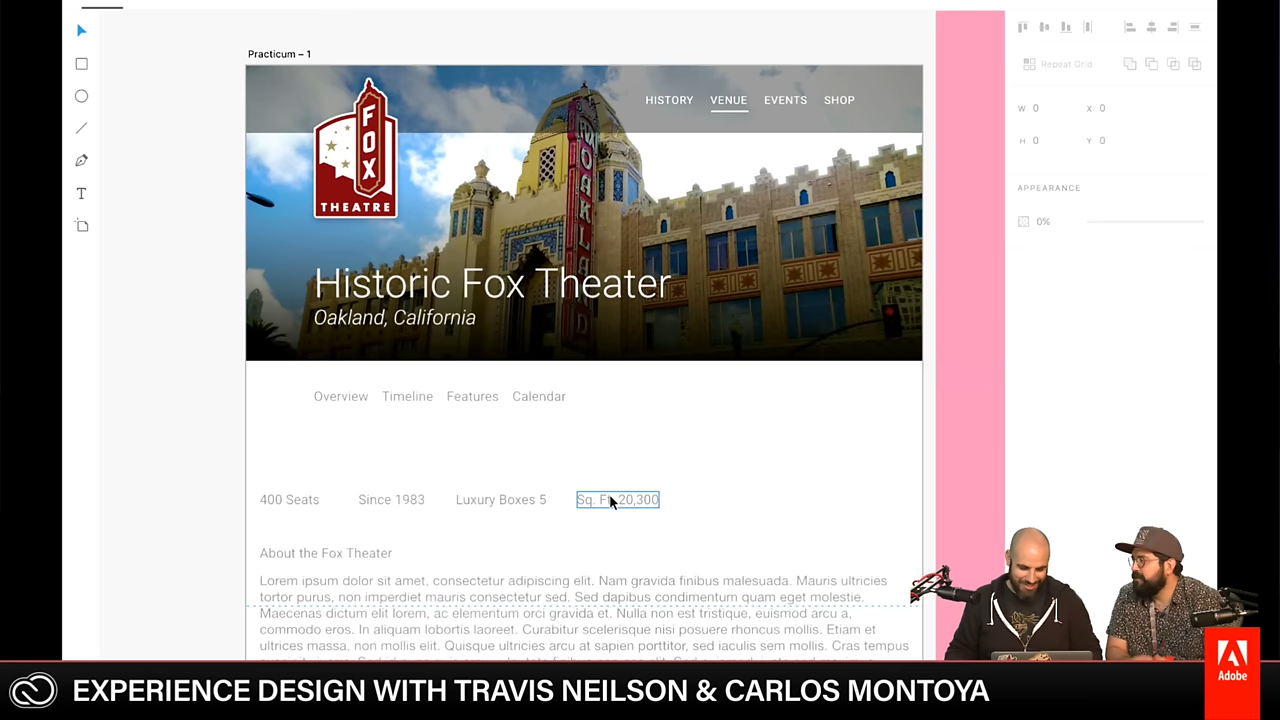 Practicum – 1
HISTORY VENUE EVENTS SHOP
FOX
THEATRE
OAKLAND
Historic Fox Theater
Oakland, California
Overview Timeline Features Calendar
400 Seats Since 1983 Luxury Boxes 5 Sq. Ft. 20,300
About the Fox Theater
Lorem ipsum dolor sit amet, consectetur adipiscing elit. Nam gravida finibus malesuada. Mauris ultricies
tortor purus, non imperdiet mauris consectetur sed. Sed dapibus condimentum quam eget molestie.
Maecenas dictum elit lorem, ac elementum orci gravida et. Nulla non est tristique, euismod arcu a,
commodo eros. In aliquam lobortis laoreet. Curabitur scelerisque nisi posuere rhoncus mollis. Etiam et
ultrices massa, non mollis elit. Quisque ultricies arcu at sapien porttitor, sed iaculis sem mollis. Cras tempus
Repeat Grid
W 0 X 0
H 0 Y 0
APPEARANCE
0%
T
EXPERIENCE DESIGN WITH TRAVIS NEILSON & CARLOS MONTOYA
Adobe